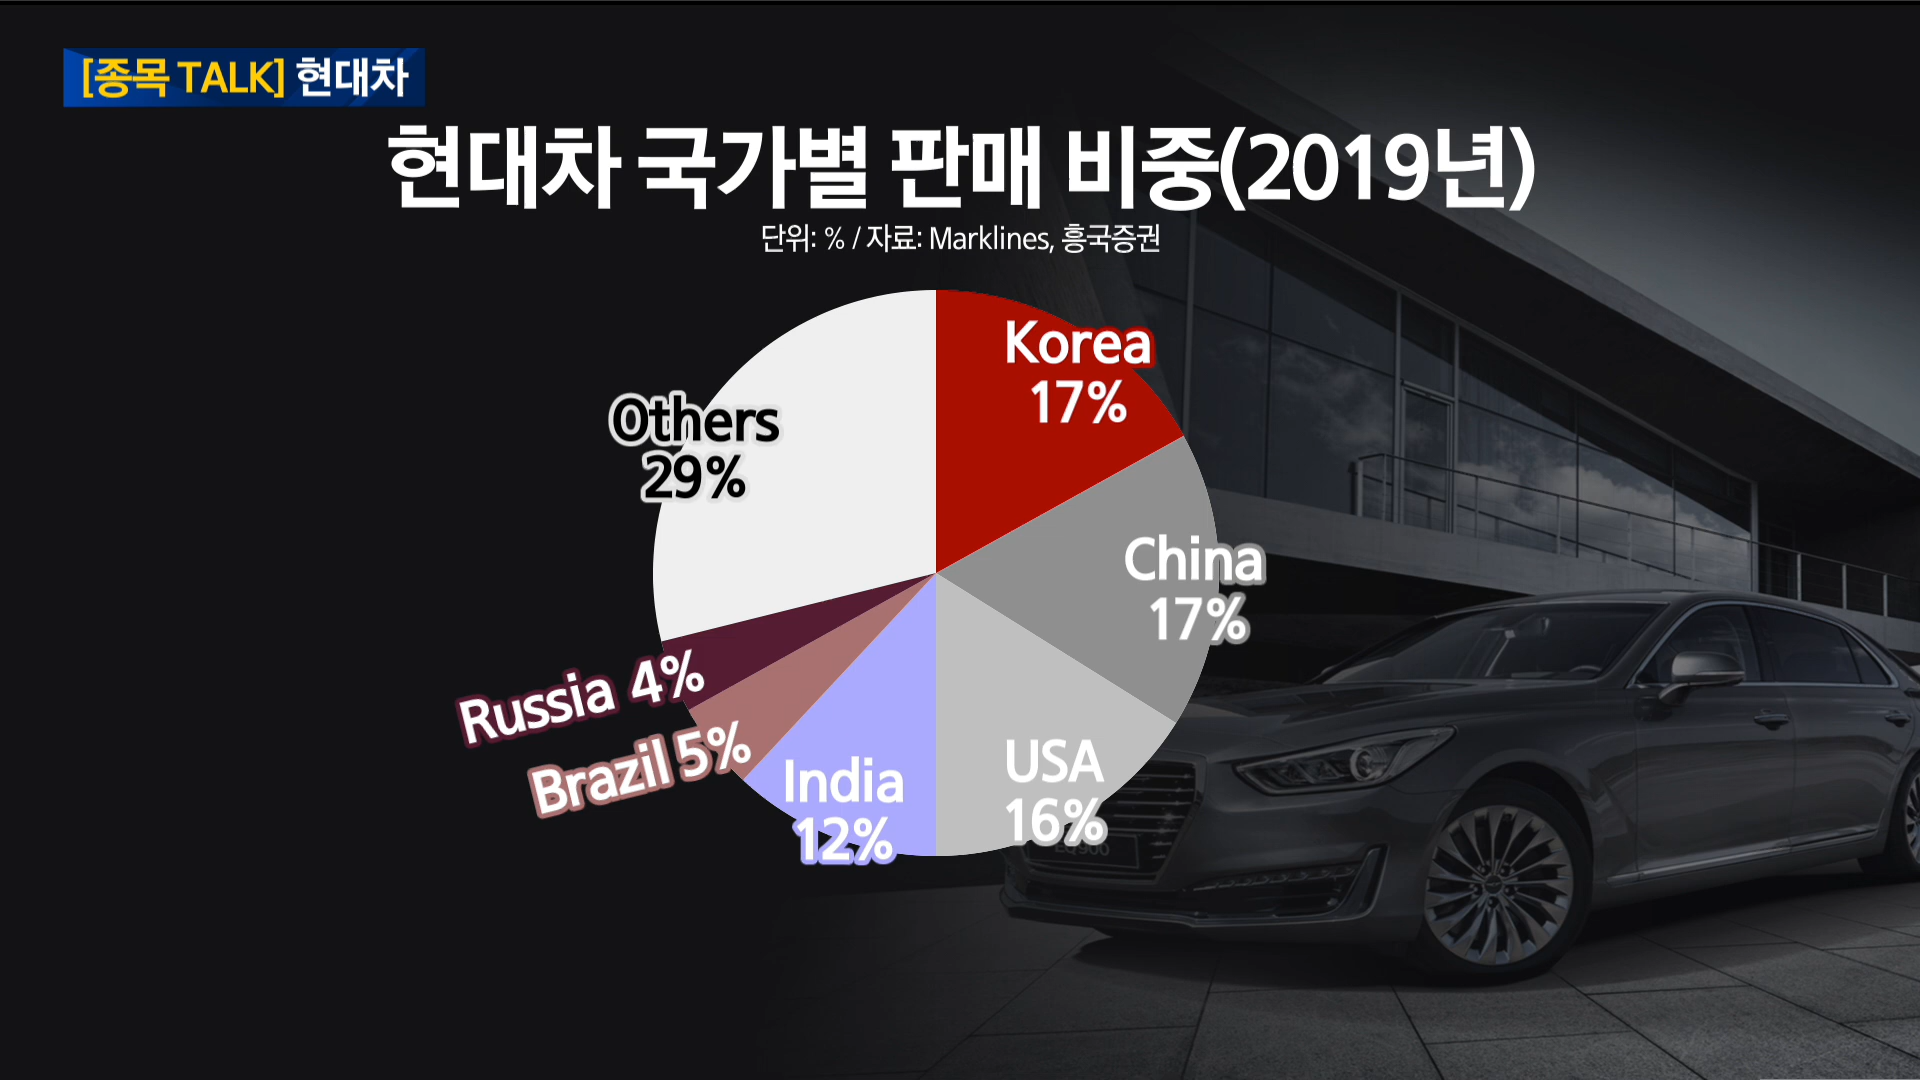 [종목 TALK] 현대차
현대차 국가별 판매 비중(2019년)
단위: % / 자료: Marklines, 흥국증권
Korea
17%
China
17%
USA
16%
India
12%
Brazil 5%
Russia 4%
Others
29%
EQ900